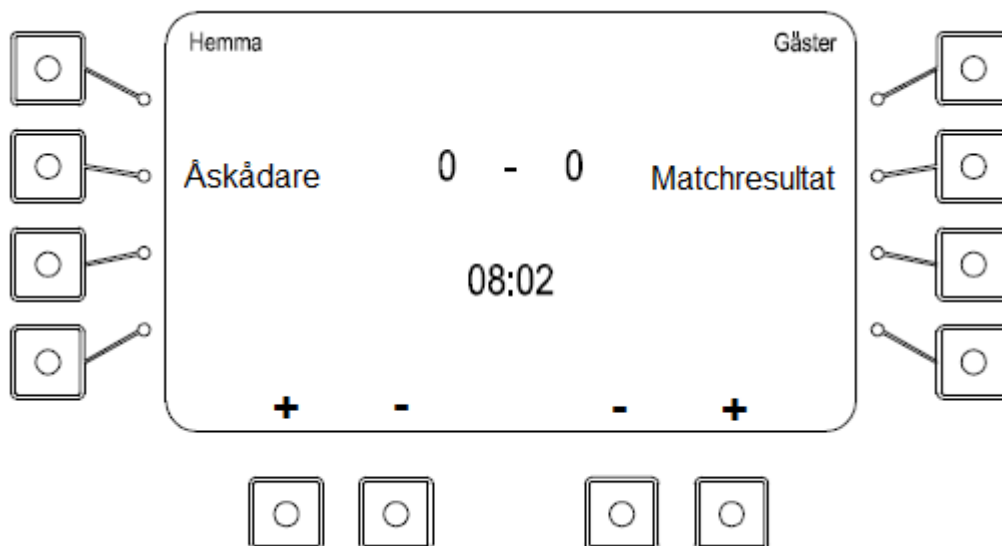 Hemma Gäster
Åskådare 0 - 0 Matchresultat
08:02
+ - - +